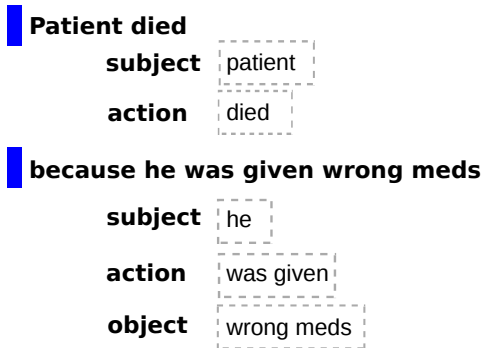 Patient died
subject patient
action died
because he was given wrong meds
subject he
action was given
object wrong meds